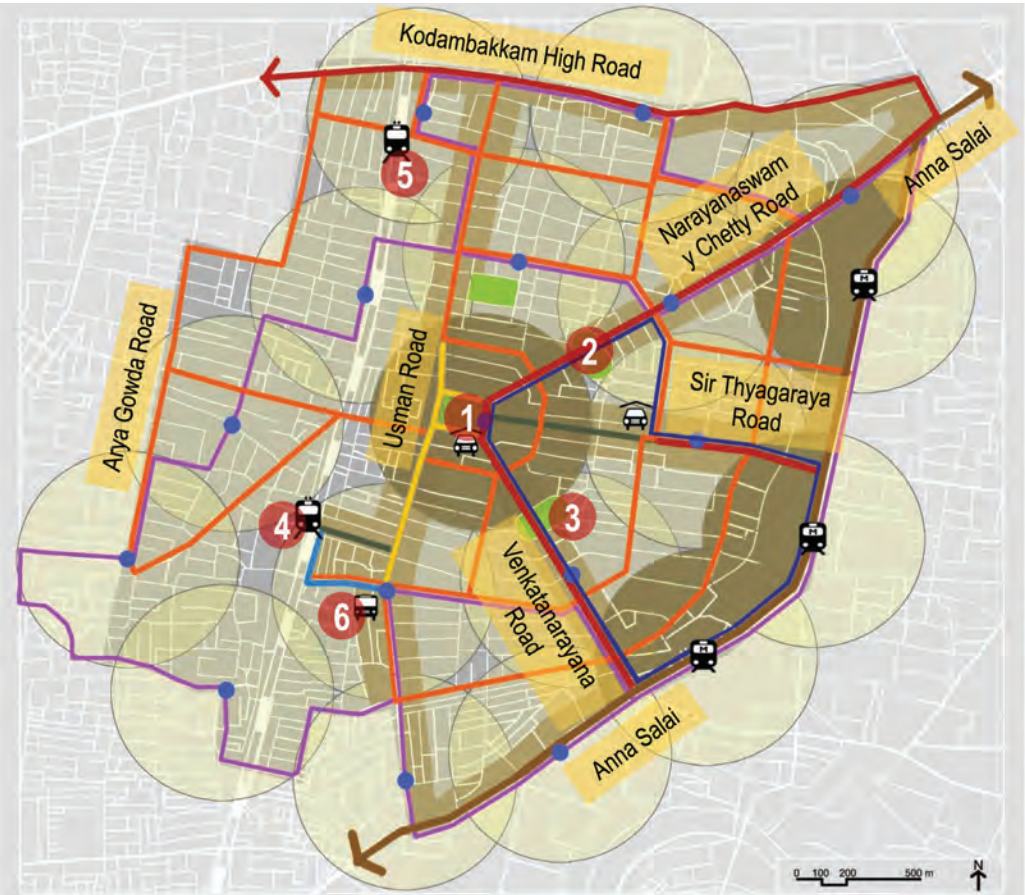 Kodambakkam High Road
Anna Salai
Narayanaswam
y Chetty Road
5
Arya Gowda Road
Usman Road
2
Sir Thyagaraya
Road
1
4
3
Venkatanarayana
Road
6
Anna Salai
M
M
M
0 100 200 500 m
N